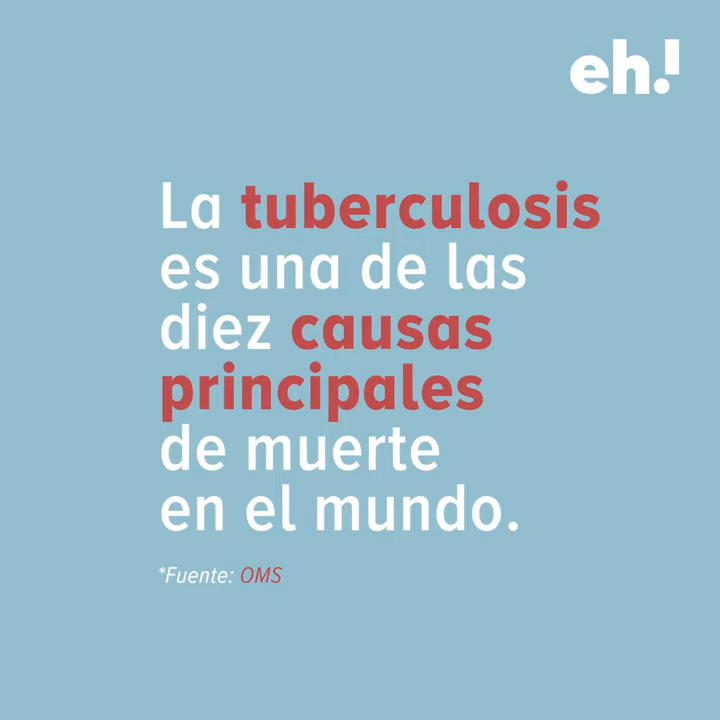 eh!
La tuberculosis
es una de las
diez causas
principales
de muerte
en el mundo.
*Fuente: OMS